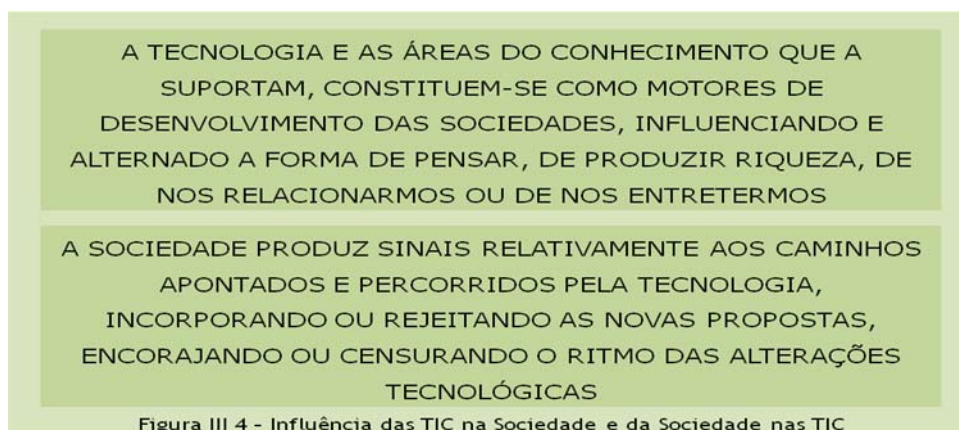 A TECNOLOGIA E AS ÁREAS DO CONHECIMENTO QUE A
SUPORTAM, CONSTITUEM-SE COMO MOTORES DE
DESENVOLVIMENTO DAS SOCIEDADES, INFLUENCIANDO E
ALTERNADO A FORMA DE PENSAR, DE PRODUZIR RIQUEZA, DE
NOS RELACIONARMOS OU DE NOS ENTRETERMOS
A SOCIEDADE PRODUZ SINAIS RELATIVAMENTE AOS CAMINHOS
APONTADOS E PERCORRIDOS PELA TECNOLOGIA,
INCORPORANDO OU REJEITANDO AS NOVAS PROPOSTAS,
ENCORAJANDO OU CENSURANDO O RITMO DAS ALTERAÇÕES
TECNOLÓGICAS
Figura III 4 - Influência das TIC na Sociedade e da Sociedade nas TIC